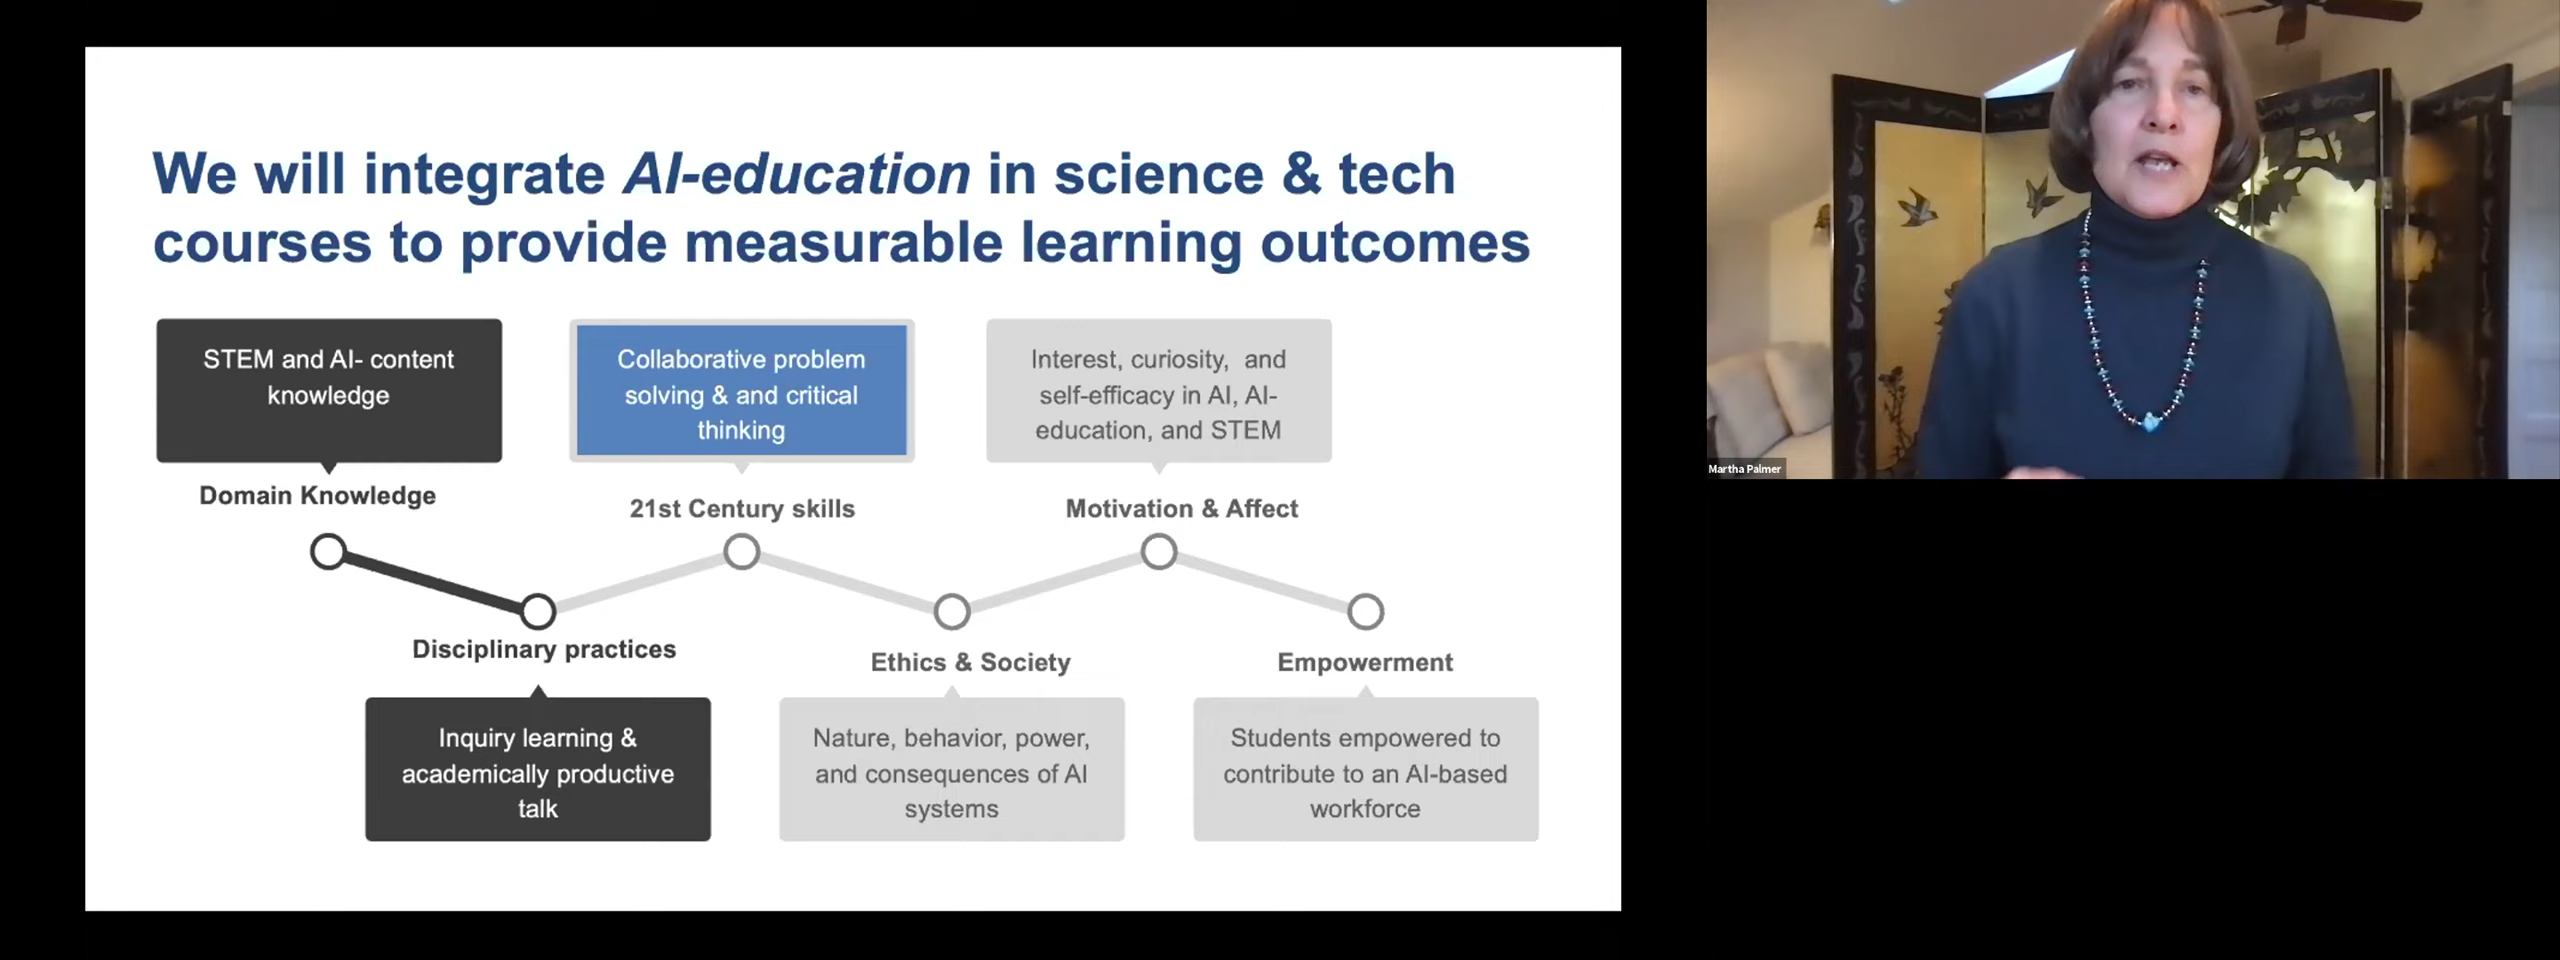 We will integrate AI-education in science & tech
courses to provide measurable learning outcomes
STEM and AI- content
knowledge
Collaborative problem
solving & and critical
thinking
Interest, curiosity,  and
self-efficacy in AI, AI-
education, and STEM
Domain Knowledge
21st Century skills
Motivation & Affect
Disciplinary practices
Ethics & Society
Empowerment
Inquiry learning &
academically productive
talk
Nature, behavior, power,
and consequences of AI
systems
Students empowered to
contribute to an AI-based
workforce
Martha Palmer